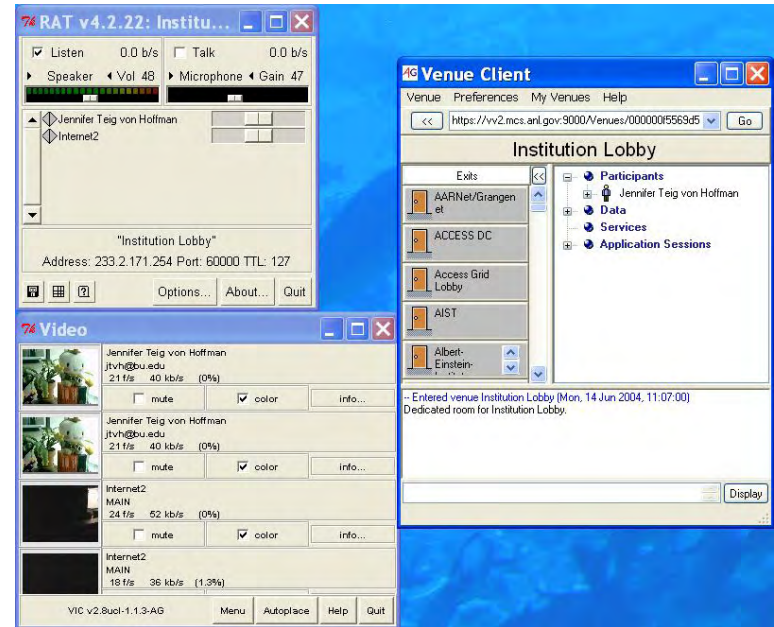 RAT v4.2.22: Institu...
Listen 0.0 b/s Talk 0.0 b/s
Speaker Vol 48 Microphone Gain 47
Jennifer Teig von Hoffman
Internet2
"Institution Lobby"
Address: 233.2.171.254 Port: 60000 TTL: 127
Options... About... Quit
Video
Jennifer Teig von Hoffman
jtvh@bu.edu
21 f/s 40 kb/s (0%)
mute color info...
Jennifer Teig von Hoffman
jtvh@bu.edu
21 f/s 40 kb/s (0%)
mute color info...
Internet2
MAIN
24 f/s 52 kb/s (0%)
mute color info...
Internet2
MAIN
18 f/s 36 kb/s (1.3%)
VIC v2.8ucl-1.1.3-AG Menu Autoplace Help Quit
AG Venue Client
Venue Preferences My Venues Help
<< https://vv2.mcs.anl.gov:9000/Venues/000000f5569d5 Go
Institution Lobby
Exits <<
AARNet/Grangen
et
ACCESS DC
Access Grid
Lobby
AIST
Albert-
Einstein-
Participants
Jennifer Teig von Hoffman
Data
Services
Application Sessions
-- Entered venue Institution Lobby (Mon, 14 Jun 2004, 11:07:00)
Dedicated room for Institution Lobby.
Display